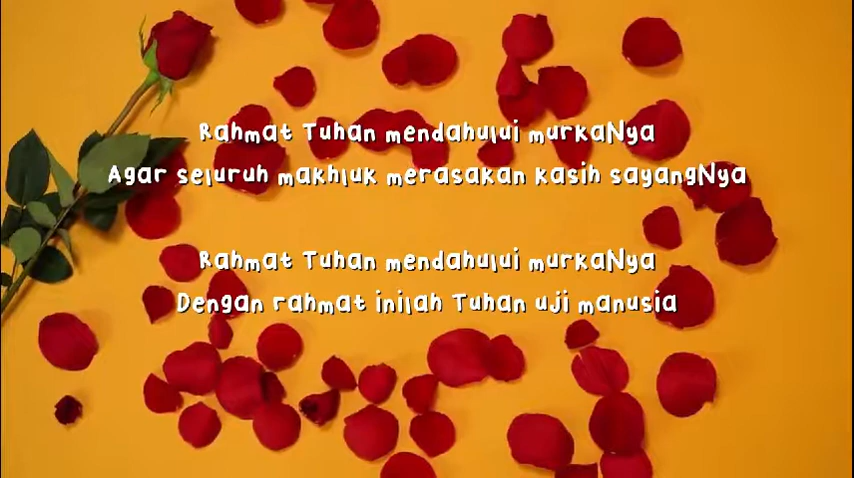 Rahmat Tuhan mendahului murkaNya
Agar seluruh makhluk merasakan kasih sayangNya
Rahmat Tuhan mendahului murkaNya
Dengan rahmat inilah Tuhan uji manusia